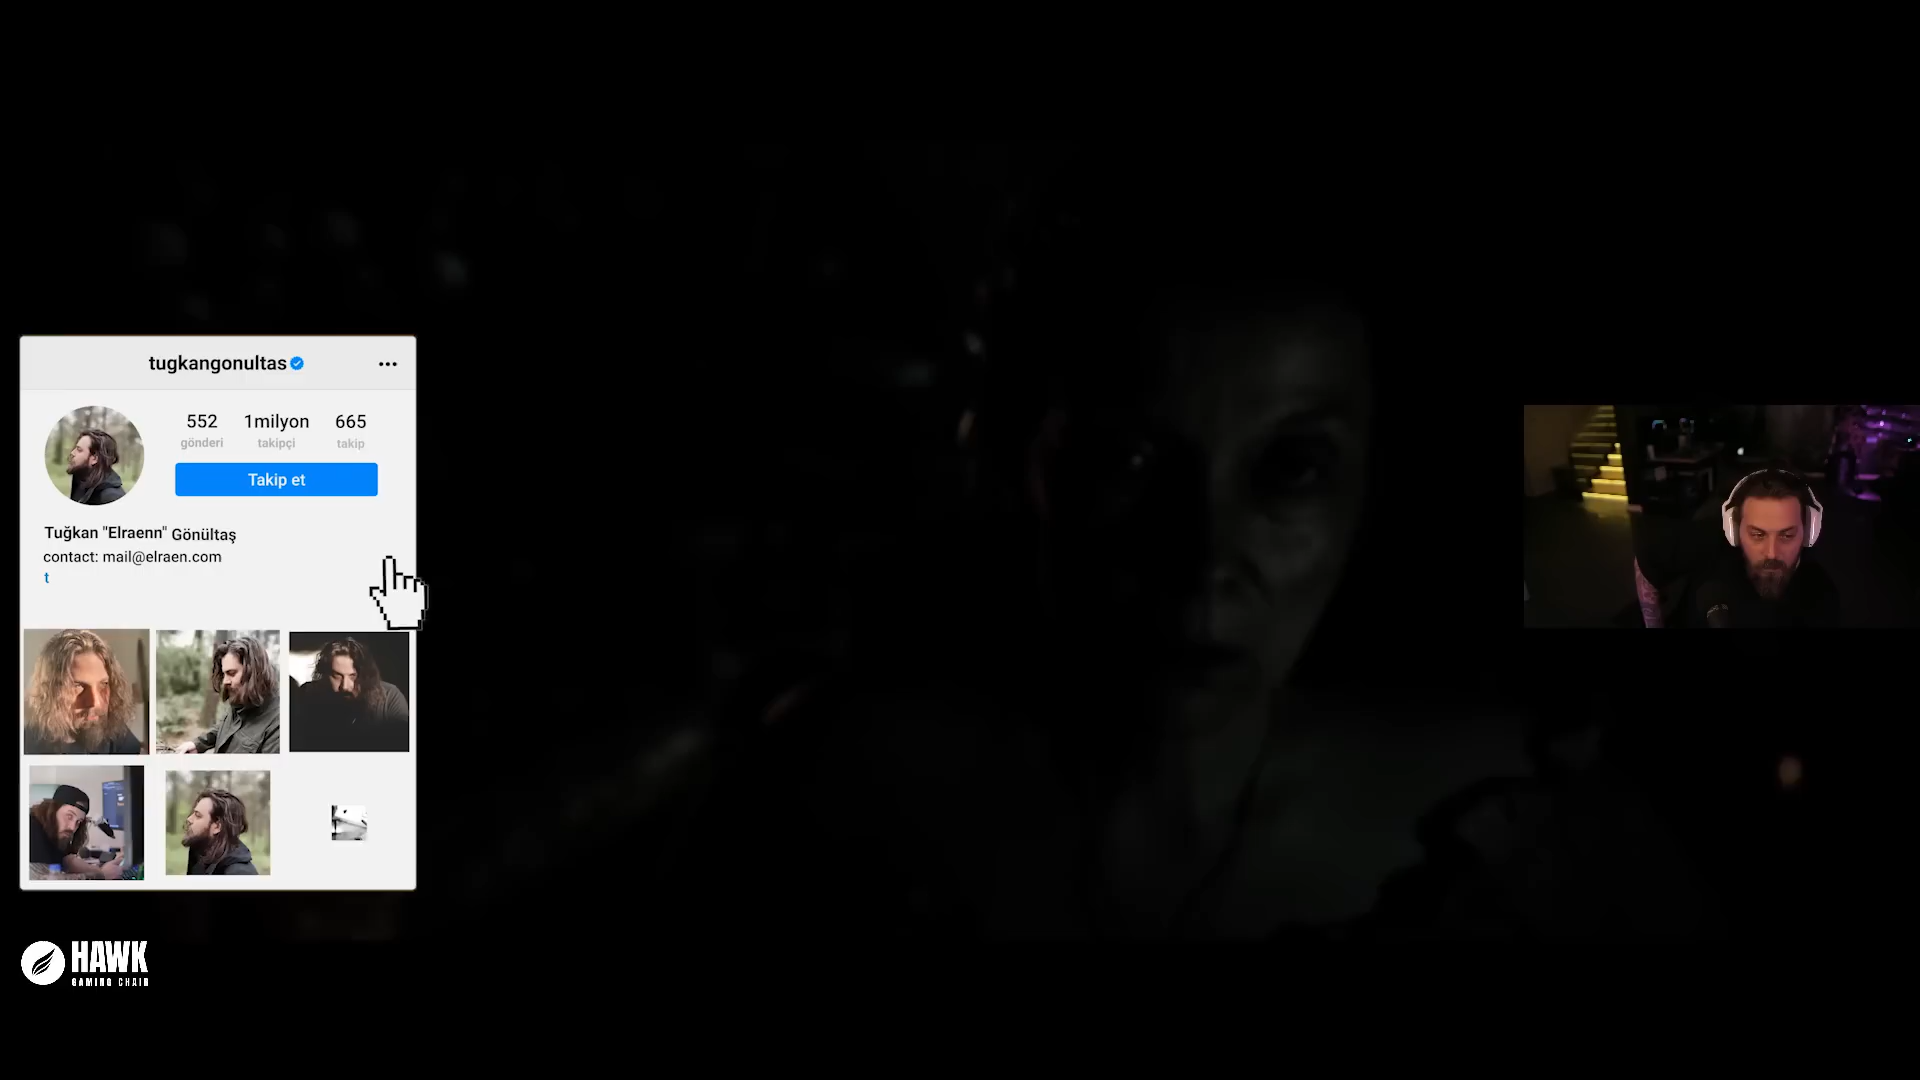 tugkangonultas
552 1milyon 665
gönderi takipçi takip
Takip et
Tuğkan "Elraenn" Gönültaş
contact: mail@elraen.com
t
HAWK
GAMING CHAIR